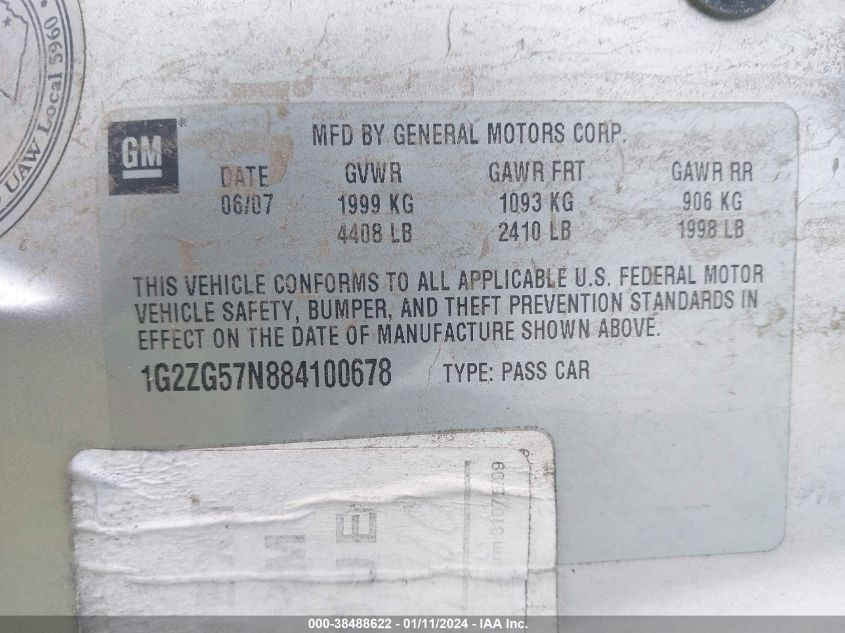 UAW Local 5960
GM ®
MFD BY GENERAL MOTORS CORP.
DATE GVWR GAWR FRT GAWR RR
06/07 1999 KG 1093 KG 906 KG
4408 LB 2410 LB 1998 LB
THIS VEHICLE CONFORMS TO ALL APPLICABLE U.S. FEDERAL MOTOR
VEHICLE SAFETY, BUMPER, AND THEFT PREVENTION STANDARDS IN
EFFECT ON THE DATE OF MANUFACTURE SHOWN ABOVE.
1G2ZG57N884100678 TYPE: PASS CAR
000-38488622 - 01/11/2024 - IAA Inc.